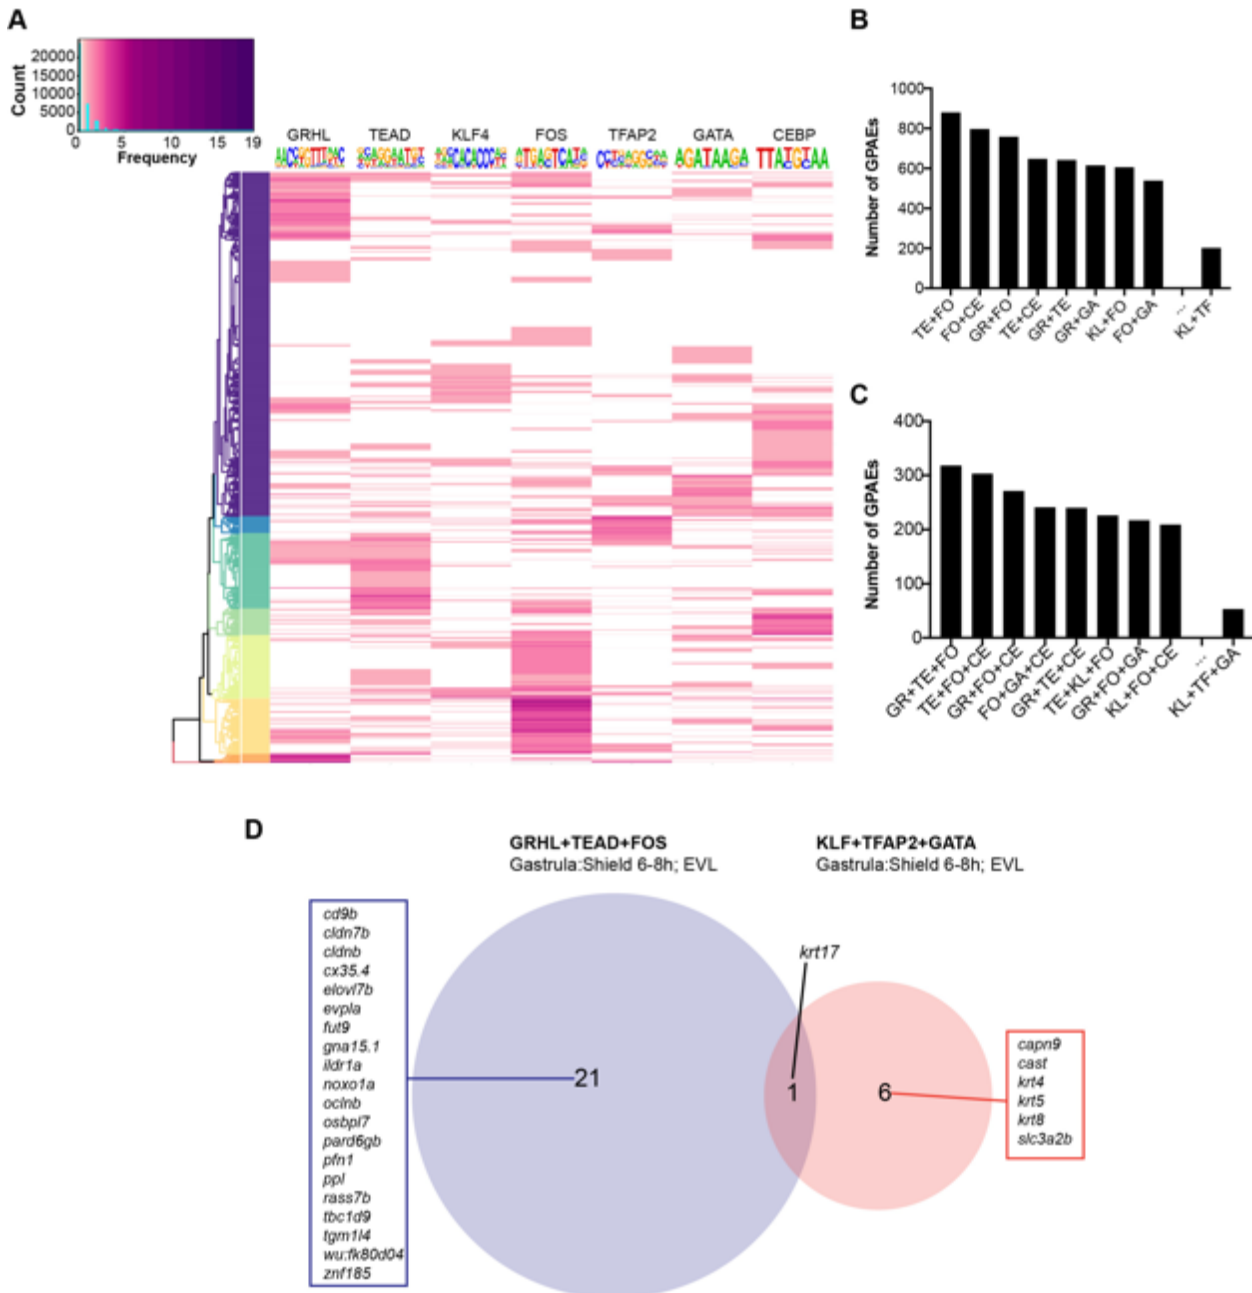 A
20000
15000
10000
5000
0
Count
0 5 10 15 19
Frequency
GRHL TEAD KLF4 FOS TFAP2 GATA CEBP
AGATAAGA
B
1000
800
600
400
200
0
Number of GPAEs
TE+FO
FO+CE
GR+FO
TE+CE
GR+TE
GR+GA
KL+FO
FO+GA
...
KL+TF
C
400
300
200
100
0
Number of GPAEs
GR+TE+FO
TE+FO+CE
GR+FO+CE
FO+GA+CE
GR+TE+CE
TE+KL+FO
GR+FO+GA
KL+FO+CE
...
KL+TF+GA
D
GRHL+TEAD+FOS
Gastrula:Shield 6-8h; EVL
KLF+TFAP2+GATA
Gastrula:Shield 6-8h; EVL
cd9b
cldn7b
cldnb
cx35.4
elovl7b
evpla
fut9
gna15.1
ildr1a
noxo1a
oclnb
osbpl7
pard6gb
pfn1
ppl
rass7b
tbc1d9
tgm1l4
wu:fk80d04
znf185
21
krt17
1
6
capn9
cast
krt4
krt5
krt8
slc3a2b